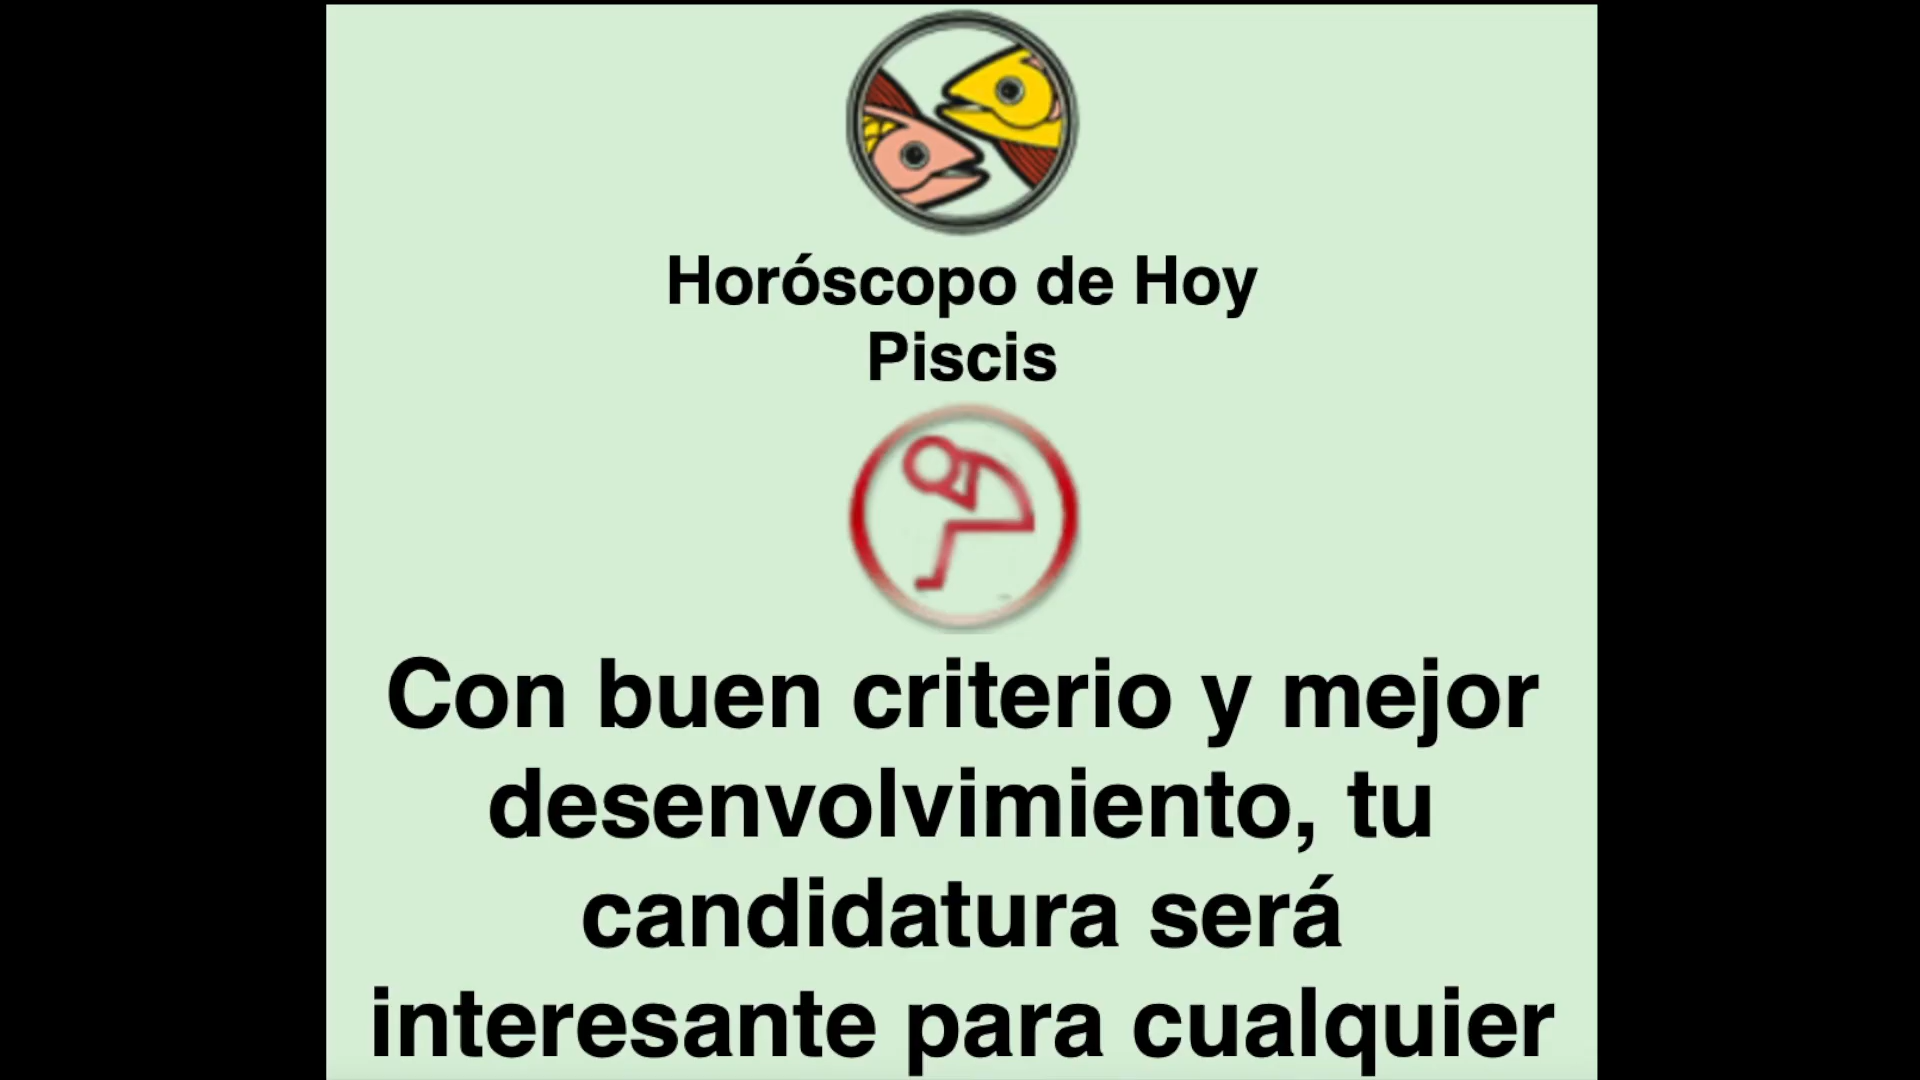 Horóscopo de Hoy
Piscis
Con buen criterio y mejor
desenvolvimiento, tu
candidatura será
interesante para cualquier